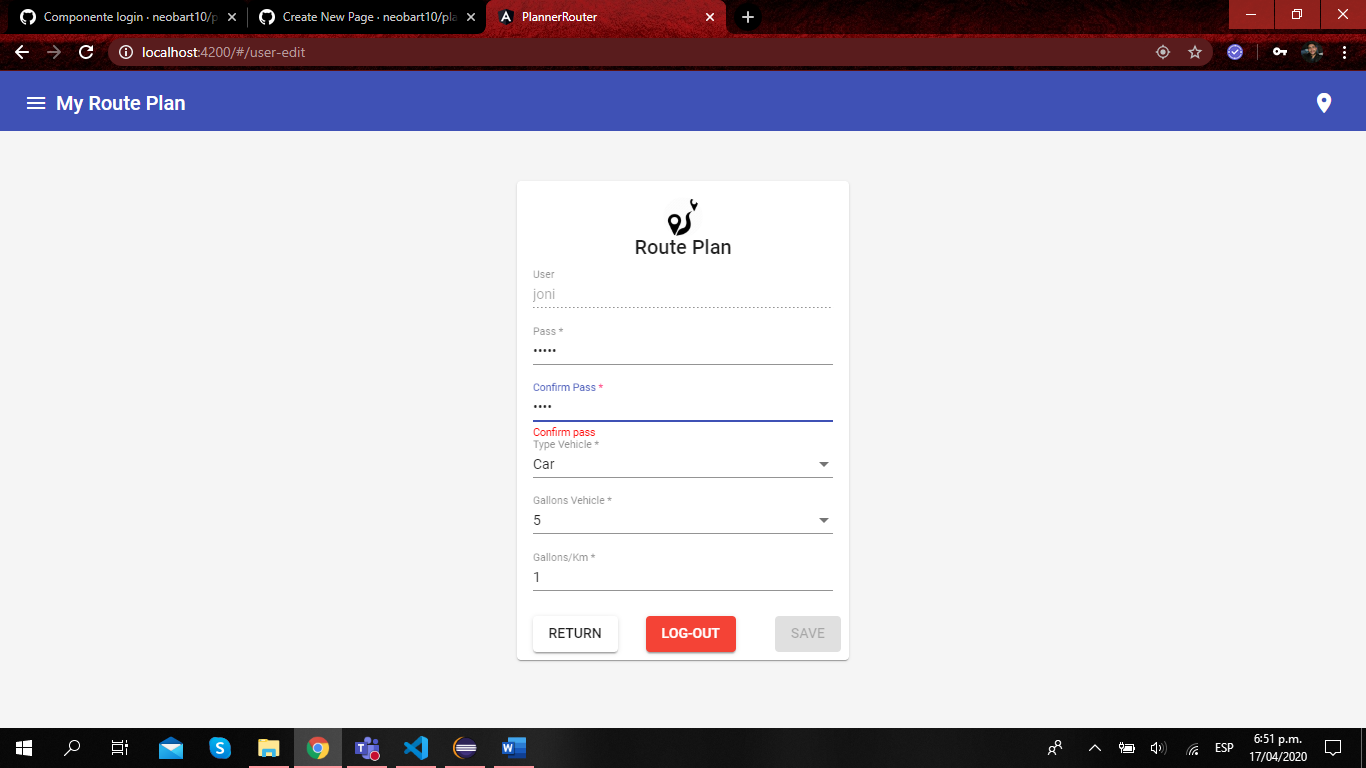 Componente login · neobart10/p
Create New Page · neobart10/pla
PlannerRouter
localhost:4200/#/user-edit
My Route Plan
Route Plan
User
joni
Pass *
•••••
Confirm Pass *
••••
Confirm pass
Type Vehicle *
Car
Gallons Vehicle *
5
Gallons/Km *
1
RETURN LOG-OUT SAVE
ESP
6:51 p.m.
17/04/2020